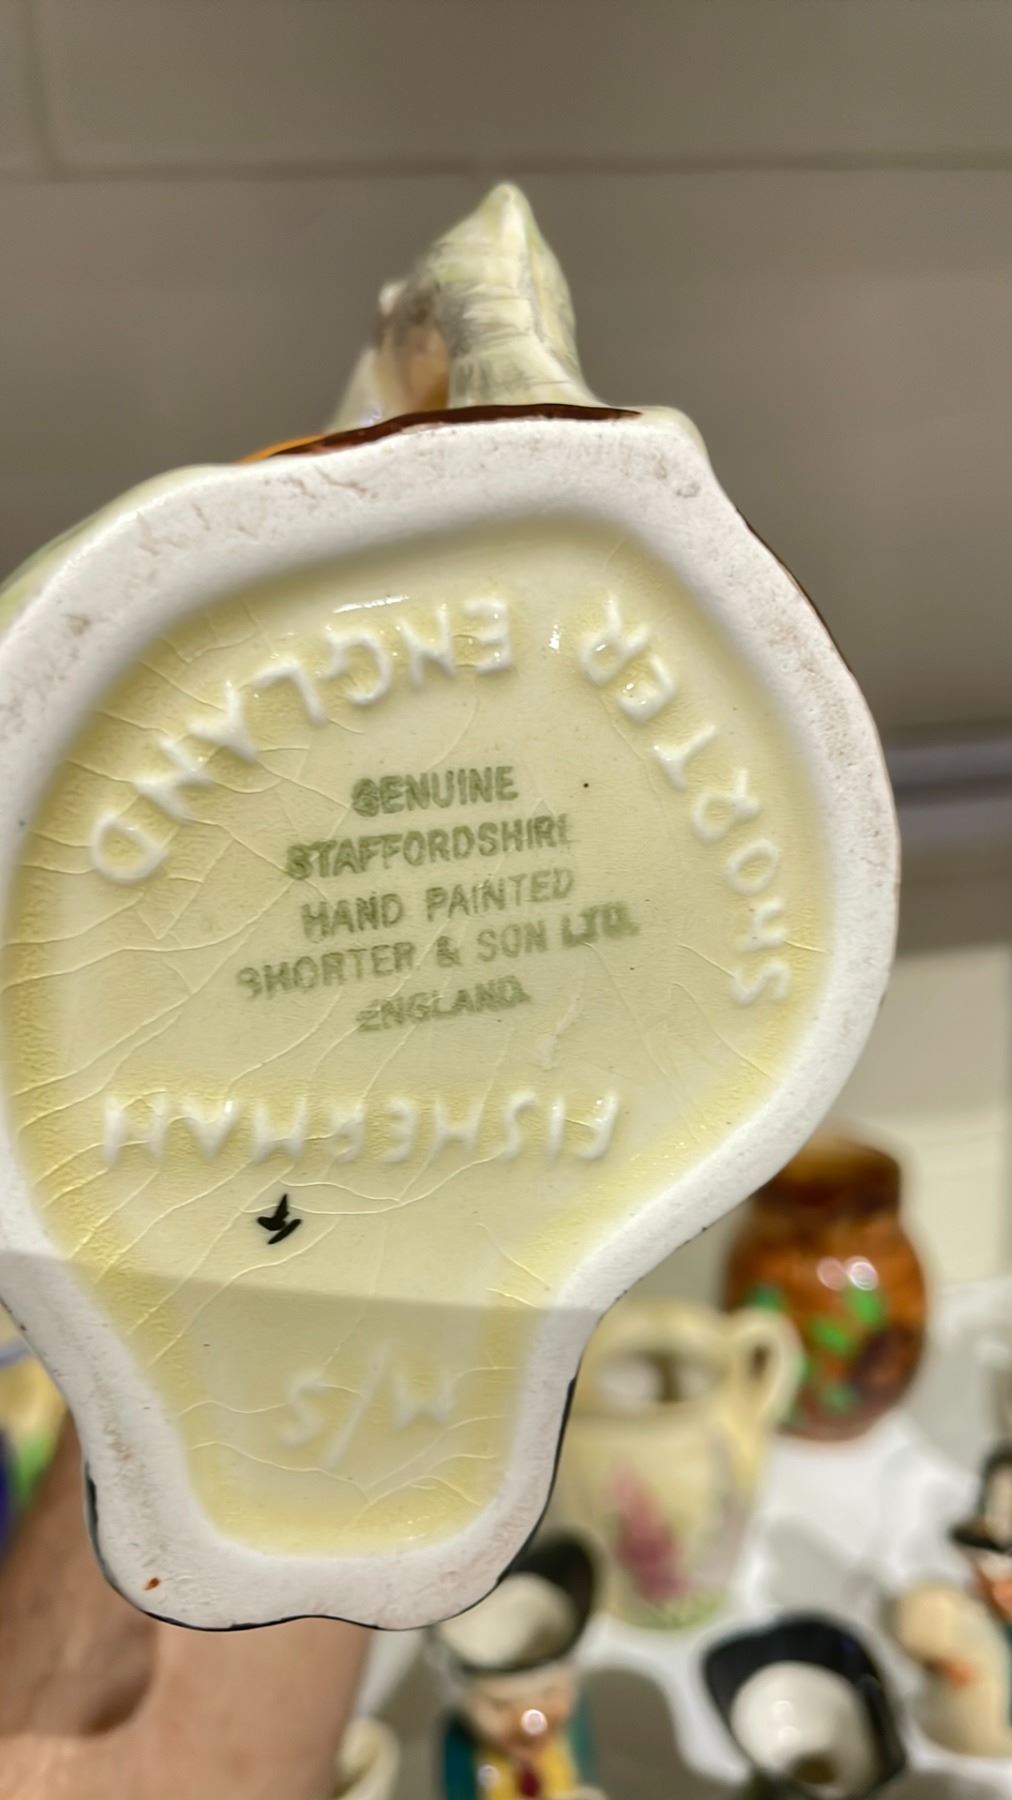 SHORTER
ENGLAND
GENUINE
STAFFORDSHIRE
HAND PAINTED
SHORTER & SON LTD.
ENGLAND.
FISHERMAN
M/S